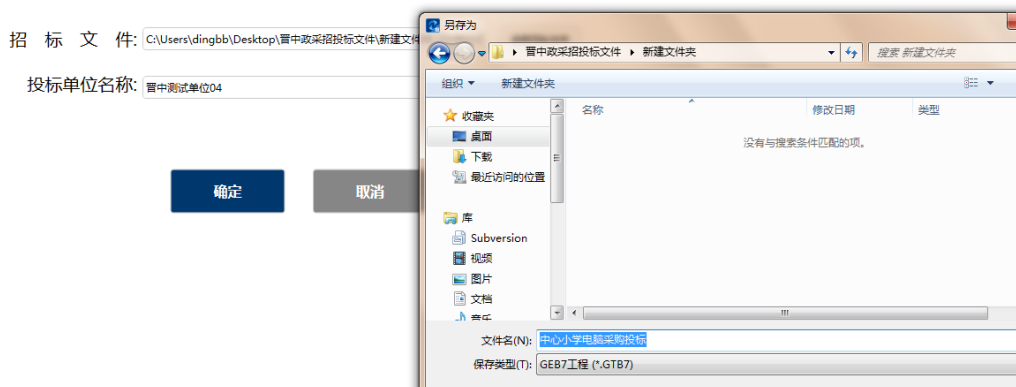 招 标 文 件: C:\Users\dingbb\Desktop\晋中政采招投标文件\新建文件
投标单位名称: 晋中测试单位04
确定 取消
另存为
晋中政采招投标文件 新建文件夹 搜索 新建文件夹
组织 新建文件夹
名称 修改日期 类型
没有与搜索条件匹配的项。
收藏夹
桌面
下载
最近访问的位置
库
Subversion
视频
图片
文档
音乐
文件名(N): 中心小学电脑采购投标
保存类型(T): GEB7工程 (*.GTB7)